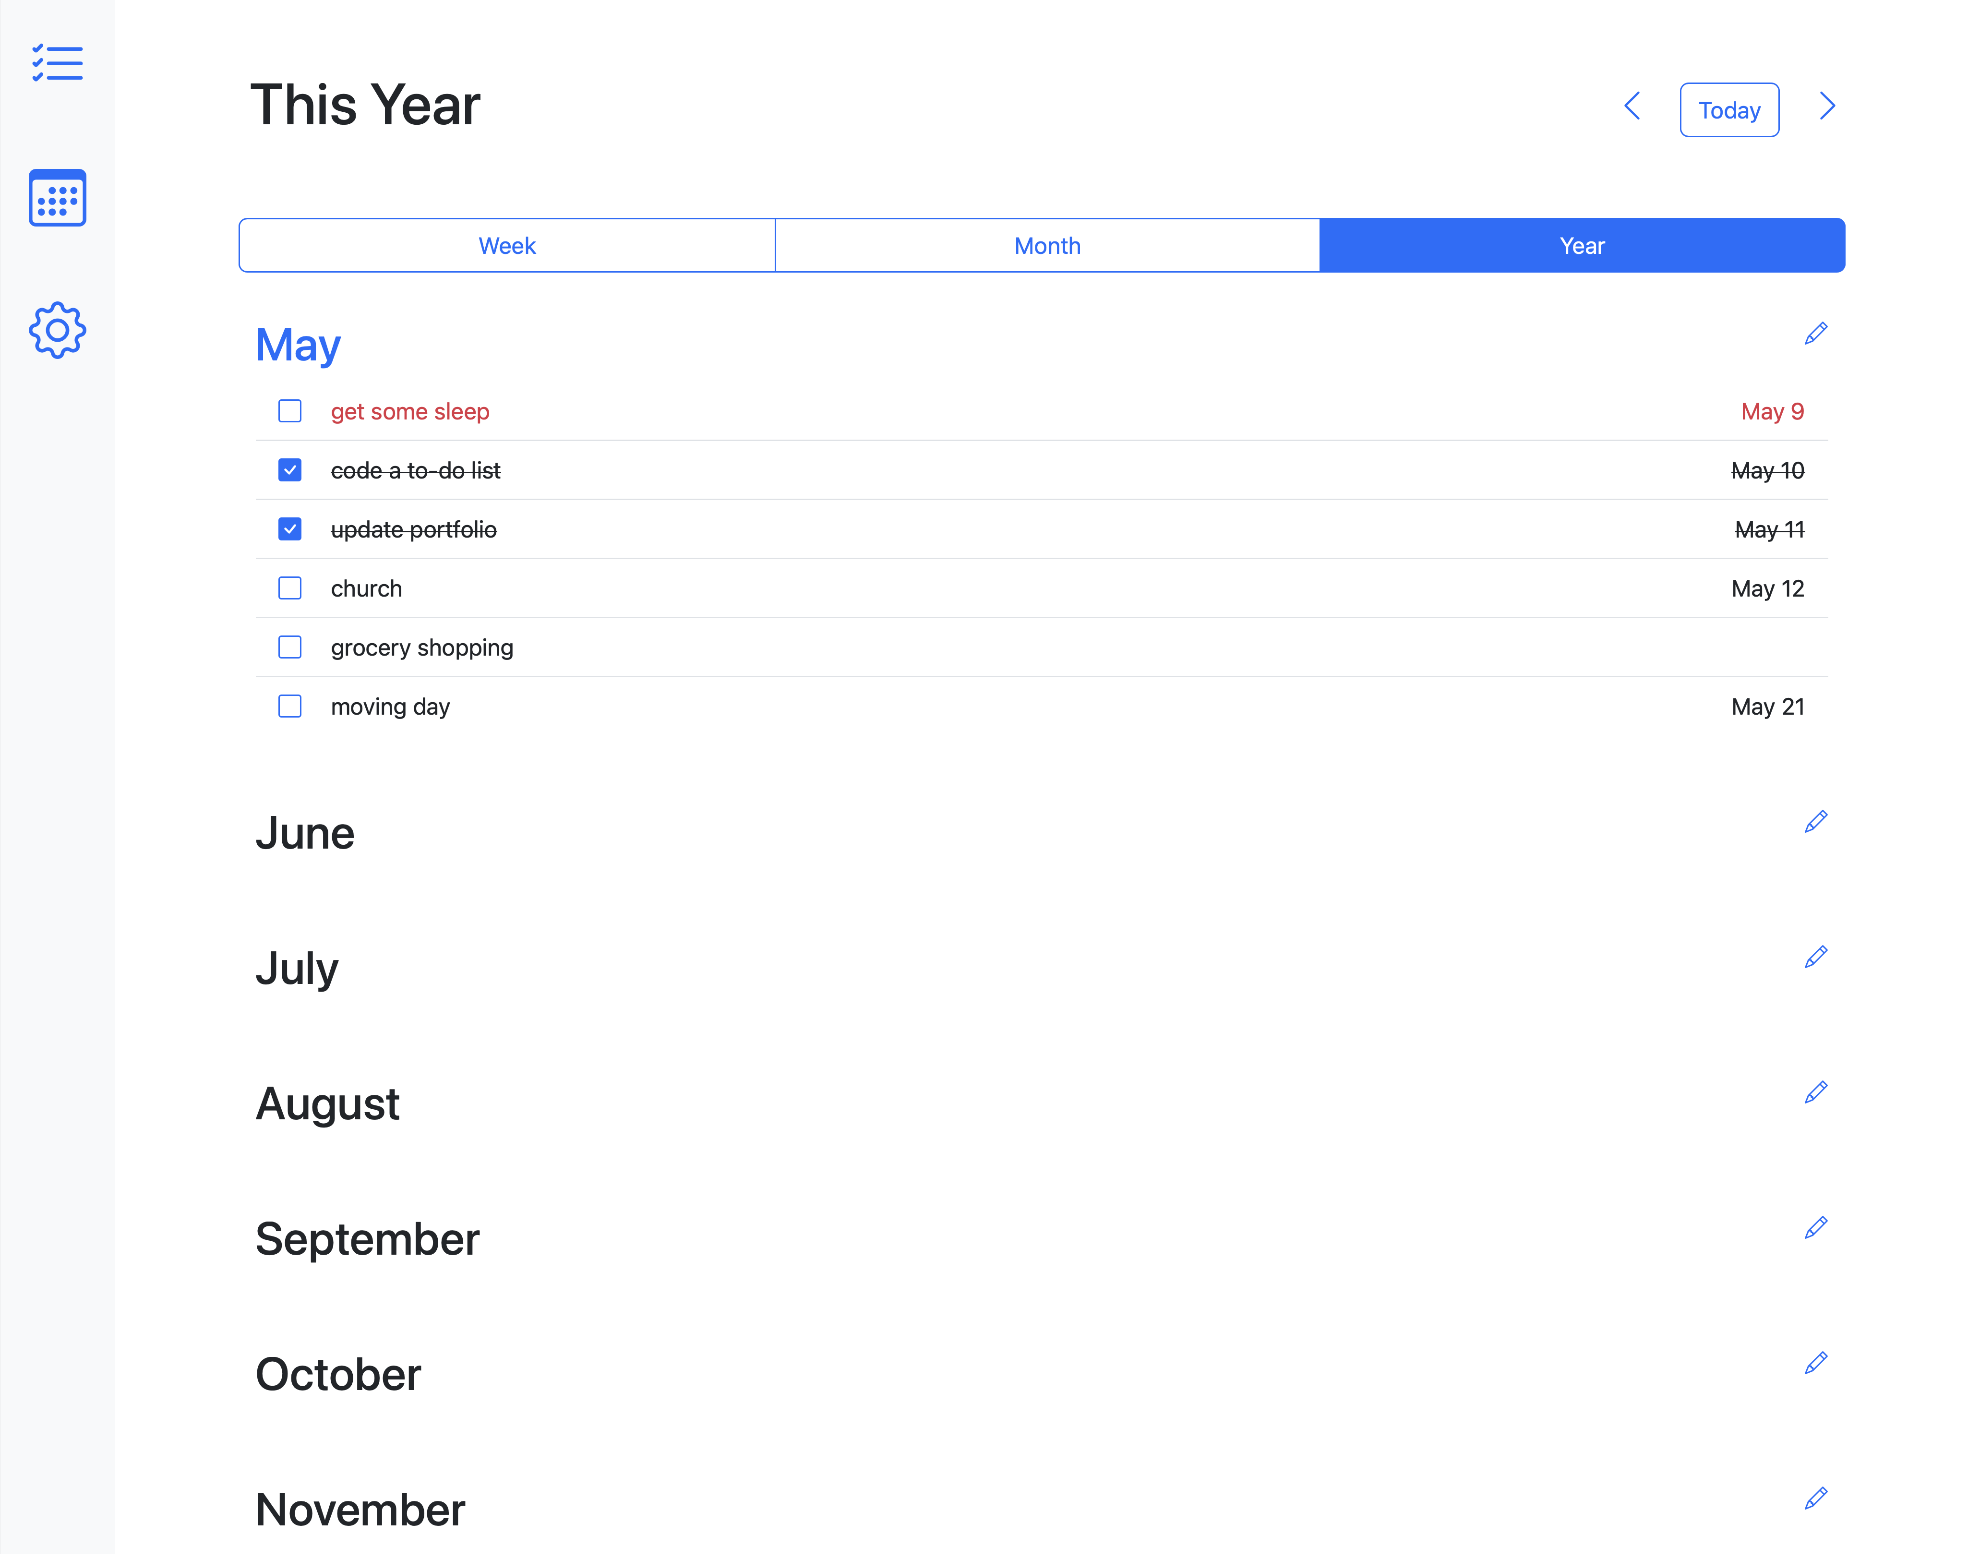 This Year
Today
Week Month Year
May
get some sleep May 9
code a to-do list May 10
update portfolio May 11
church May 12
grocery shopping
moving day May 21
June
July
August
September
October
November